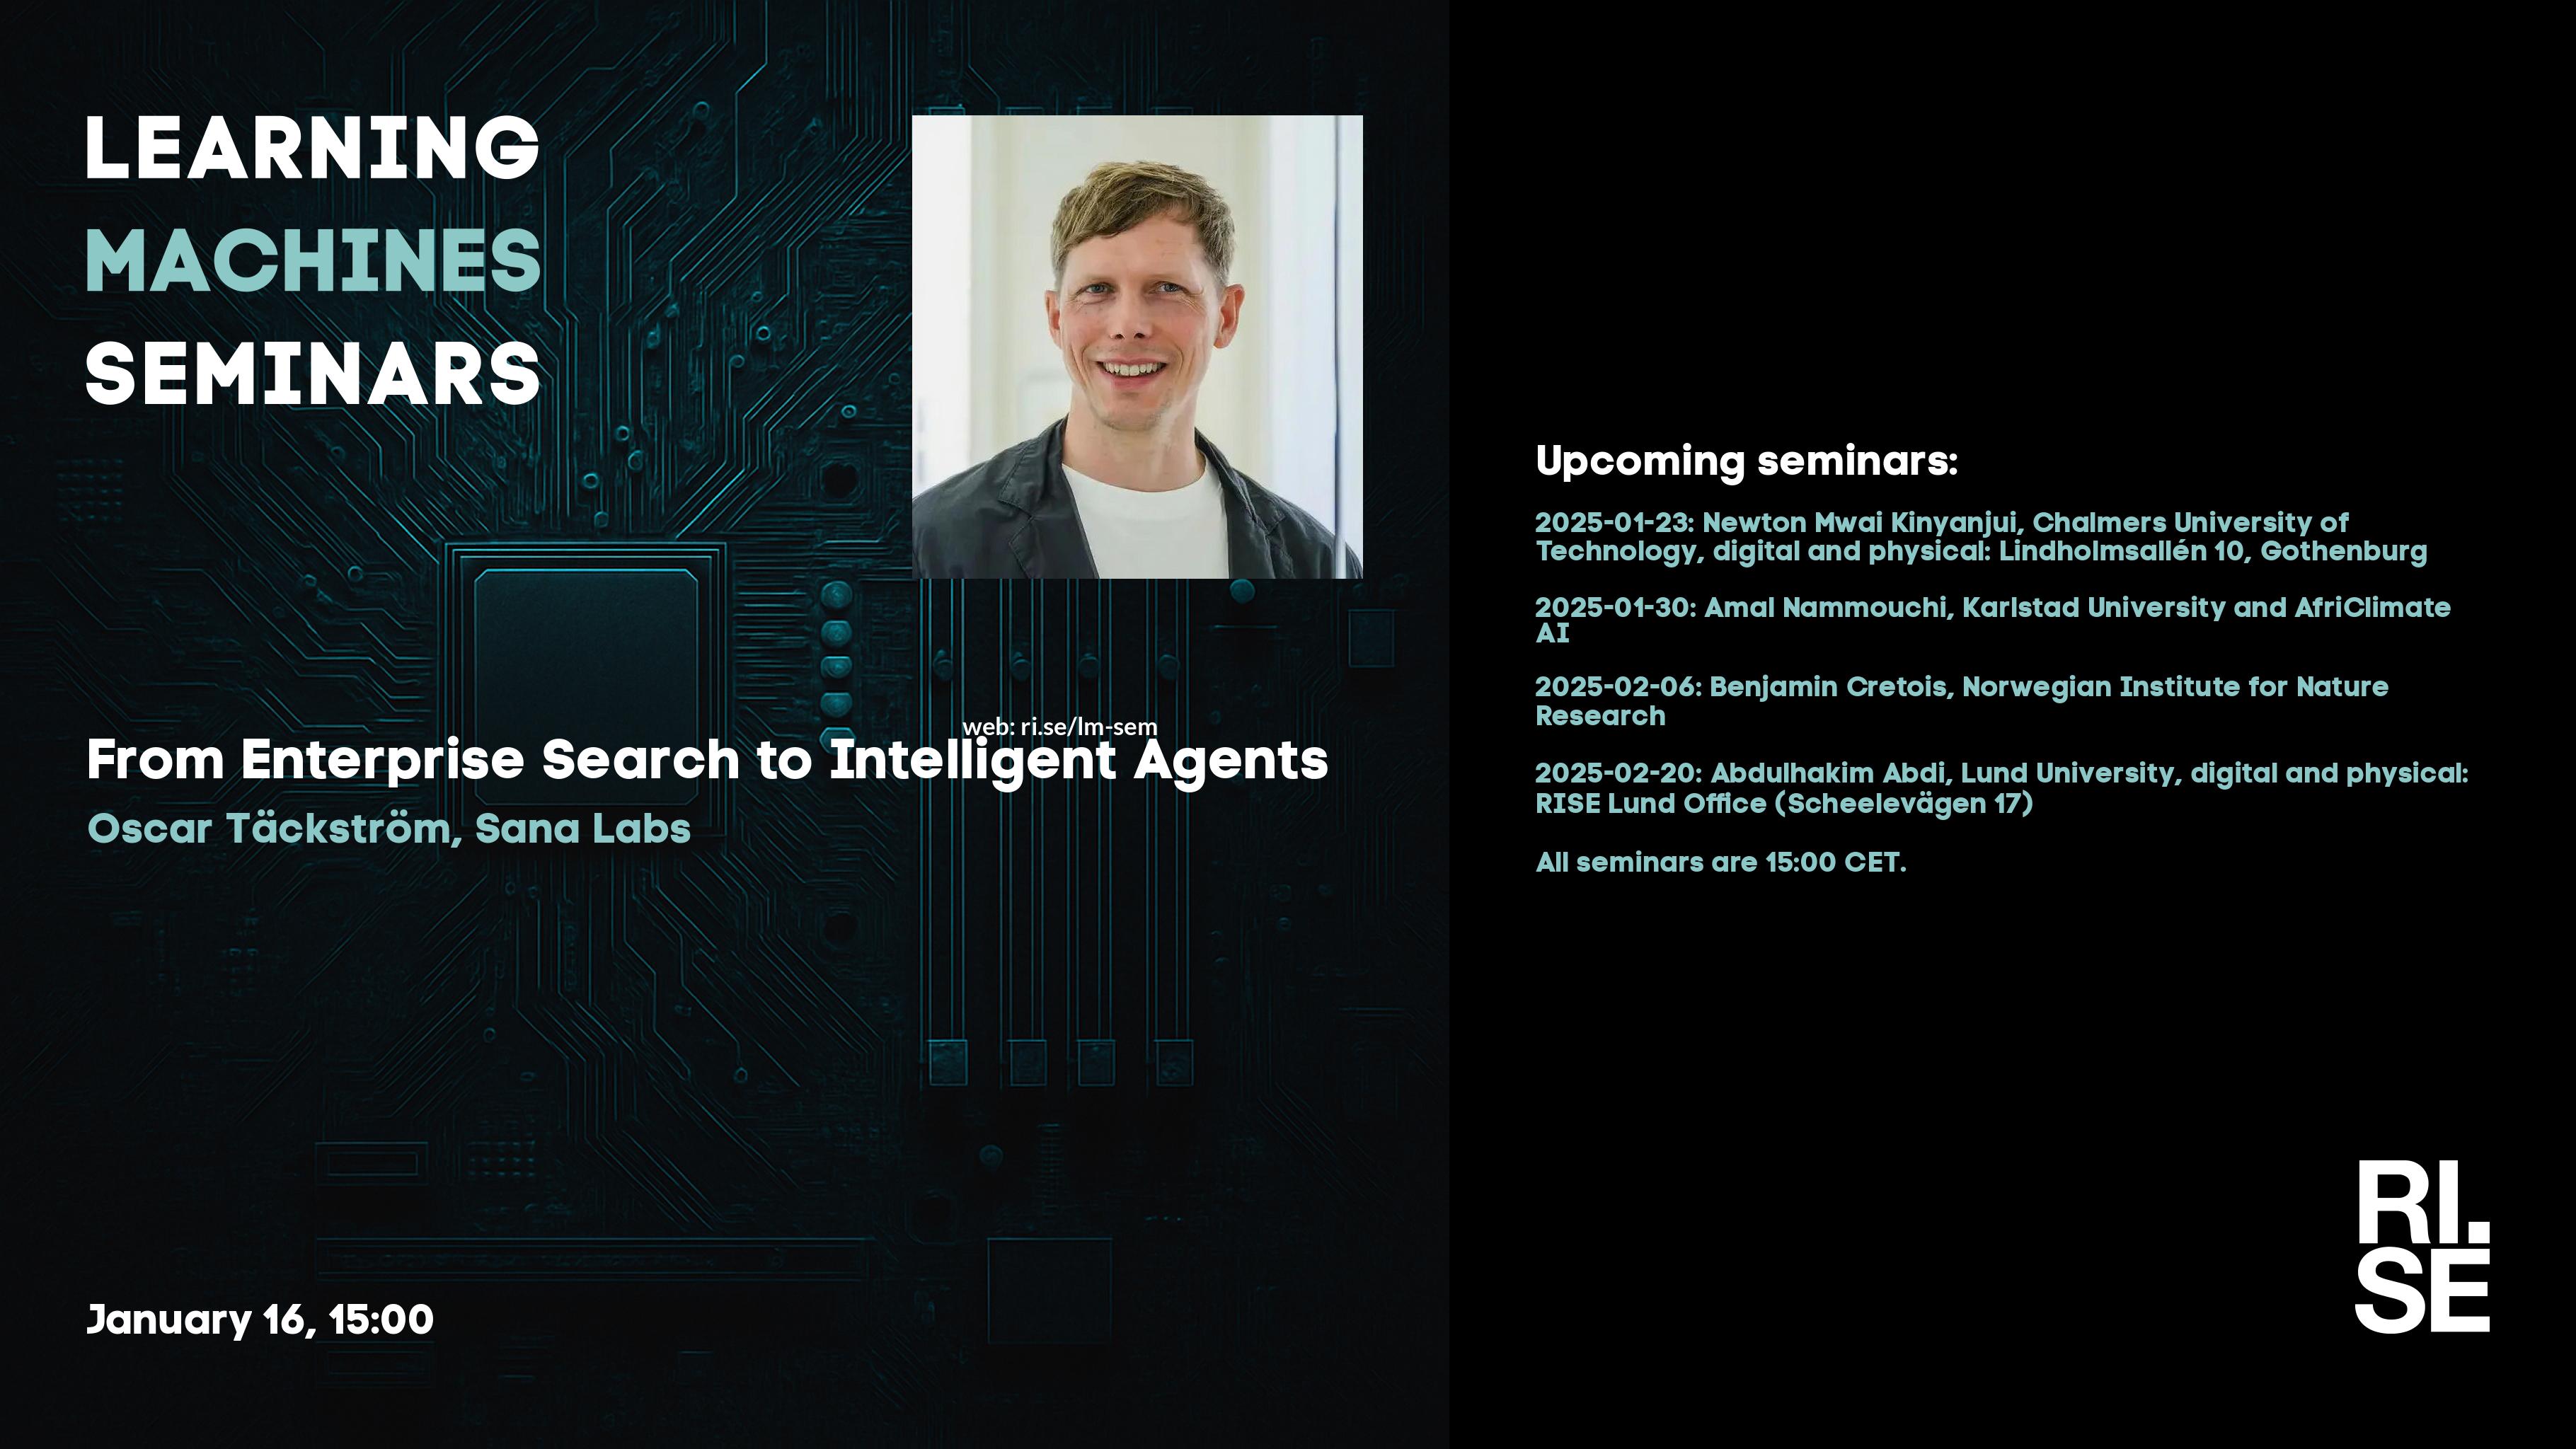 LEARNING
MACHINES
SEMINARS
web: ri.se/lm-sem
From Enterprise Search to Intelligent Agents
Oscar Täckström, Sana Labs
January 16, 15:00
Upcoming seminars:
2025-01-23: Newton Mwai Kinyanjui, Chalmers University of
Technology, digital and physical: Lindholmsallén 10, Gothenburg
2025-01-30: Amal Nammouchi, Karlstad University and AfriClimate
AI
2025-02-06: Benjamin Cretois, Norwegian Institute for Nature
Research
2025-02-20: Abdulhakim Abdi, Lund University, digital and physical:
RISE Lund Office (Scheelevägen 17)
All seminars are 15:00 CET.
RI.
SE